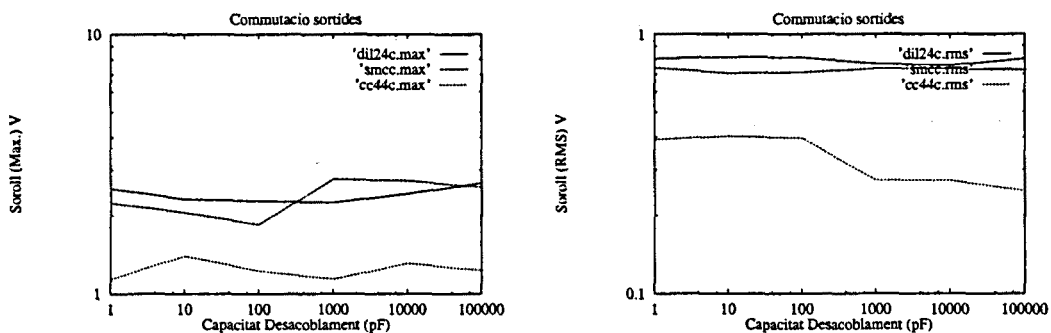 Commutacio sortides
10
1
Soroll (Max.) V
'dil24c.max'
'smcc.max'
'cc44c.max'
1 10 100 1000 10000 100000
Capacitat Desacoblament (pF)
Commutacio sortides
1
0.1
Soroll (RMS) V
'dil24c.rms'
'smcc.rms'
'cc44c.rms'
1 10 100 1000 10000 100000
Capacitat Desacoblament (pF)